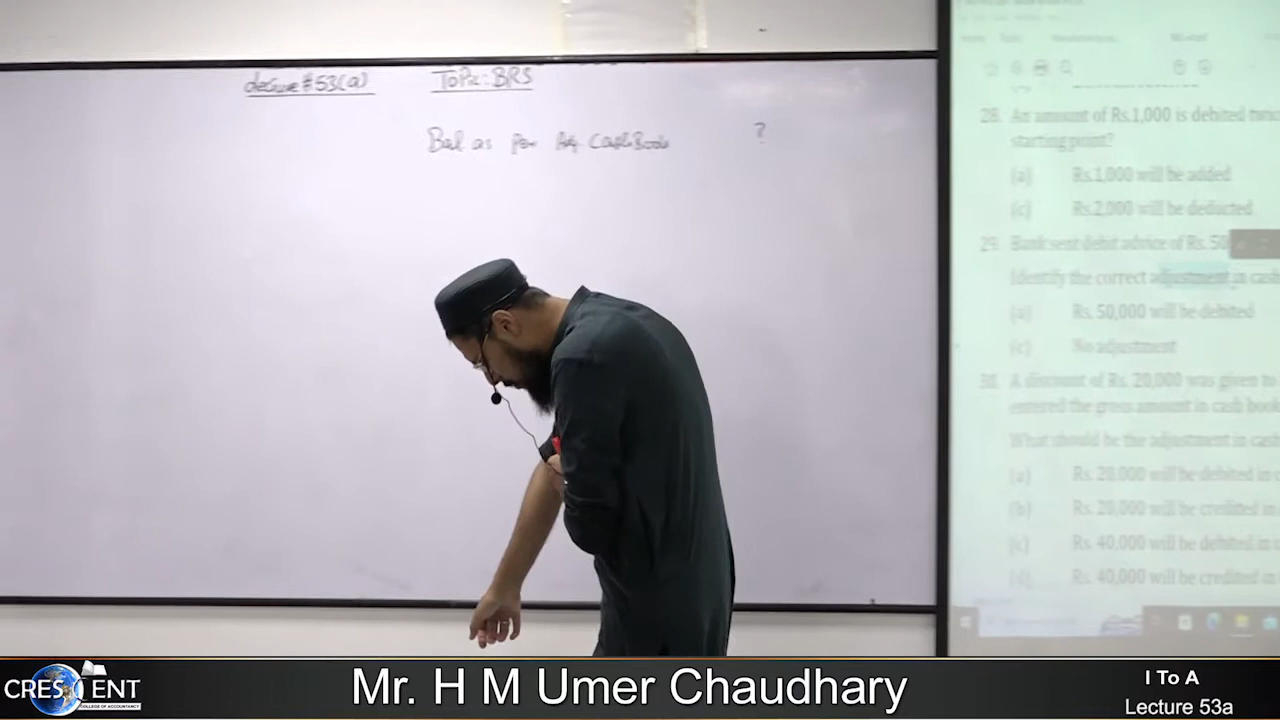 Lecture # 53(a) Topic: BRS
Bal as per Adj. Cash Book ?
28. An amount of Rs.1,000 is debited twice
starting point?
(a) Rs.1,000 will be added
(c) Rs.2,000 will be deducted
29. Bank sent debit advice of Rs. 50
Identify the correct adjustment in cash
(a) Rs. 50,000 will be debited
(c) No adjustment
30. A discount of Rs. 20,000 was given to
entered the gross amount in cash book
What should be the adjustment in cash
(a) Rs. 20,000 will be debited in
(b) Rs. 20,000 will be credited in
(c) Rs. 40,000 will be debited in
(d) Rs. 40,000 will be credited in
CRESCENT
COLLEGE OF ACCOUNTANCY
Mr. H M Umer Chaudhary
I To A
Lecture 53a